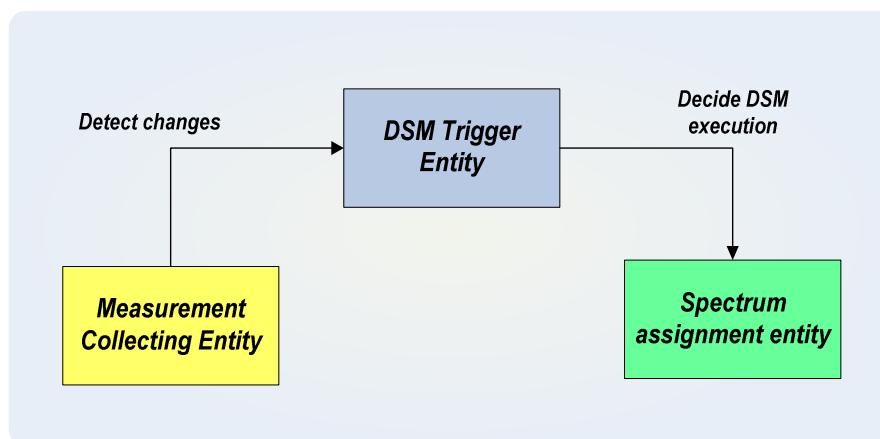 Detect changes
DSM Trigger
Entity
Decide DSM
execution
Measurement
Collecting Entity
Spectrum
assignment entity